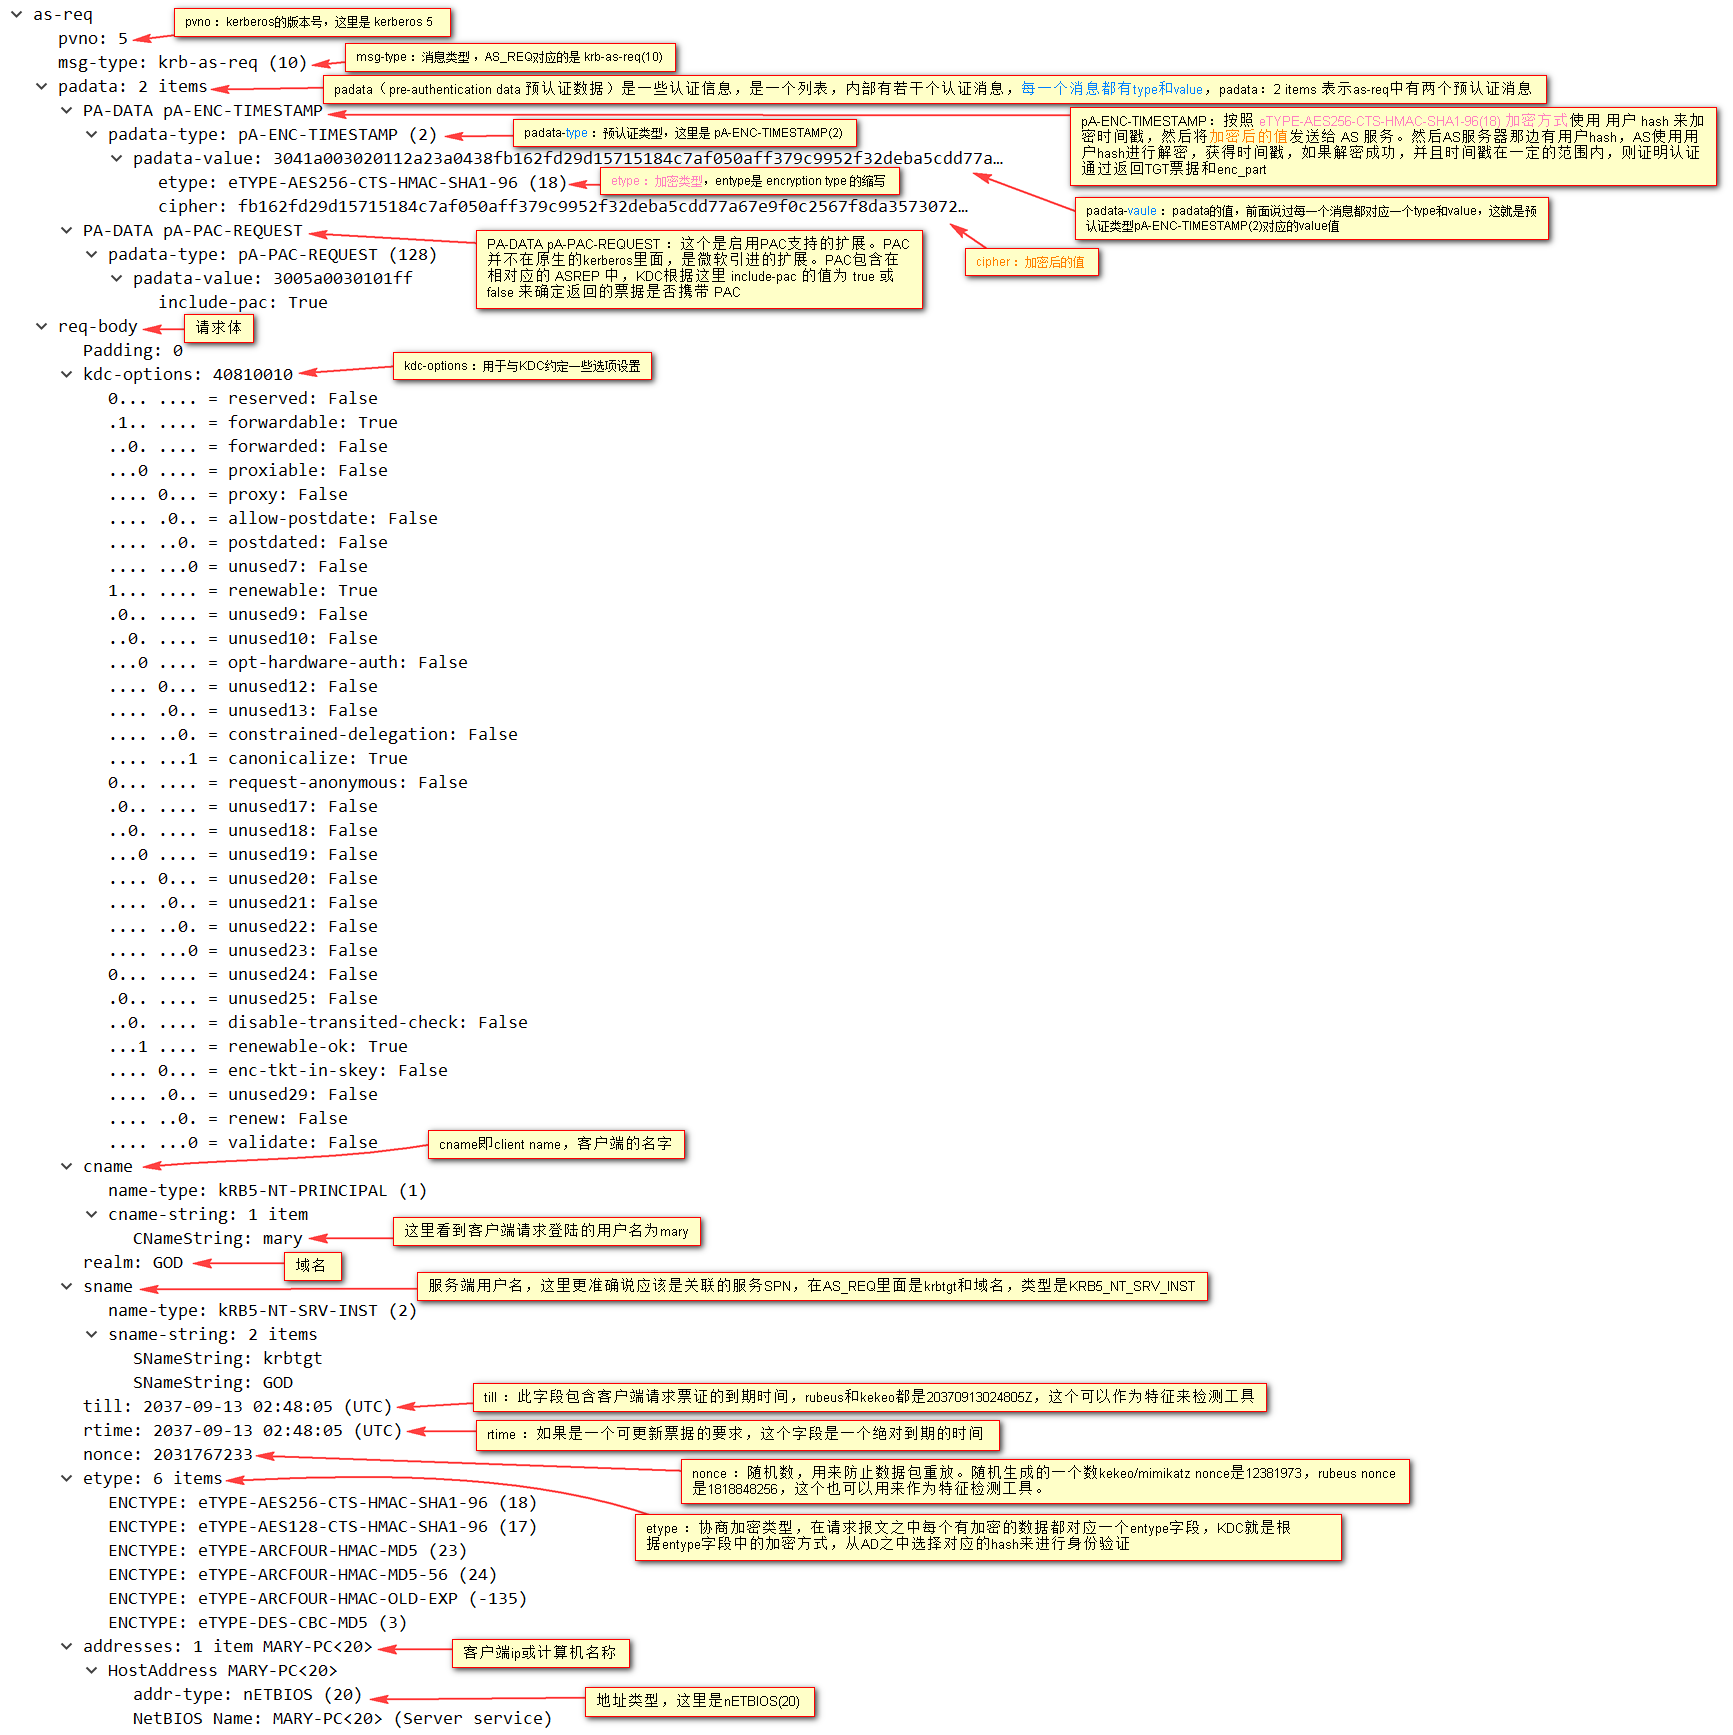 as-req
pvno：kerberos的版本号，这里是 kerberos 5
pvno: 5
msg-type：消息类型，AS_REQ对应的是 krb-as-req(10)
msg-type: krb-as-req (10)
padata: 2 items
padata（pre-authentication data 预认证数据）是一些认证信息，是一个列表，内部有若干个认证消息，每一个消息都有type和value，padata：2 items 表示as-req中有两个预认证消息
PA-DATA pA-ENC-TIMESTAMP
pA-ENC-TIMESTAMP：按照 eTYPE-AES256-CTS-HMAC-SHA1-96(18) 加密方式使用 用户 hash 来加
密时间戳，然后将加密后的值发送给 AS 服务。然后AS服务器那边有用户hash，AS使用用
户hash进行解密，获得时间戳，如果解密成功，并且时间戳在一定的范围内，则证明认证
通过返回TGT票据和enc_part
padata-type: pA-ENC-TIMESTAMP (2)
padata-type：预认证类型，这里是 pA-ENC-TIMESTAMP(2)
padata-value: 3041a003020112a23a0438fb162fd29d15715184c7af050aff379c9952f32deba5cdd77a…
etype: eTYPE-AES256-CTS-HMAC-SHA1-96 (18)
etype：加密类型，entype是 encryption type 的缩写
cipher: fb162fd29d15715184c7af050aff379c9952f32deba5cdd77a67e9f0c2567f8da3573072…
padata-vaule：padata的值，前面说过每一个消息都对应一个type和value，这就是预
认证类型pA-ENC-TIMESTAMP(2)对应的value值
cipher：加密后的值
PA-DATA pA-PAC-REQUEST
PA-DATA pA-PAC-REQUEST：这个是启用PAC支持的扩展。PAC
并不在原生的kerberos里面，是微软引进的扩展。PAC包含在
相对应的 ASREP 中，KDC根据这里 include-pac 的值为 true 或
false 来确定返回的票据是否携带 PAC
padata-type: pA-PAC-REQUEST (128)
padata-value: 3005a0030101ff
include-pac: True
req-body
请求体
Padding: 0
kdc-options: 40810010
kdc-options：用于与KDC约定一些选项设置
0... .... = reserved: False
.1.. .... = forwardable: True
..0. .... = forwarded: False
...0 .... = proxiable: False
.... 0... = proxy: False
.... .0.. = allow-postdate: False
.... ..0. = postdated: False
.... ...0 = unused7: False
1... .... = renewable: True
.0.. .... = unused9: False
..0. .... = unused10: False
...0 .... = opt-hardware-auth: False
.... 0... = unused12: False
.... .0.. = unused13: False
.... ..0. = constrained-delegation: False
.... ...1 = canonicalize: True
0... .... = request-anonymous: False
.0.. .... = unused17: False
..0. .... = unused18: False
...0 .... = unused19: False
.... 0... = unused20: False
.... .0.. = unused21: False
.... ..0. = unused22: False
.... ...0 = unused23: False
0... .... = unused24: False
.0.. .... = unused25: False
..0. .... = disable-transited-check: False
...1 .... = renewable-ok: True
.... 0... = enc-tkt-in-skey: False
.... .0.. = unused29: False
.... ..0. = renew: False
.... ...0 = validate: False
cname即client name，客户端的名字
cname
name-type: kRB5-NT-PRINCIPAL (1)
cname-string: 1 item
CNameString: mary
这里看到客户端请求登陆的用户名为mary
realm: GOD
域名
sname
服务端用户名，这里更准确说应该是关联的服务SPN，在AS_REQ里面是krbtgt和域名，类型是KRB5_NT_SRV_INST
name-type: kRB5-NT-SRV-INST (2)
sname-string: 2 items
SNameString: krbtgt
SNameString: GOD
till: 2037-09-13 02:48:05 (UTC)
till：此字段包含客户端请求票证的到期时间，rubeus和kekeo都是20370913024805Z，这个可以作为特征来检测工具
rtime: 2037-09-13 02:48:05 (UTC)
rtime：如果是一个可更新票据的要求，这个字段是一个绝对到期的时间
nonce: 2031767233
nonce：随机数，用来防止数据包重放。随机生成的一个数kekeo/mimikatz nonce是12381973，rubeus nonce
是1818848256，这个也可以用来作为特征检测工具。
etype: 6 items
etype：协商加密类型，在请求报文之中每个有加密的数据都对应一个entype字段，KDC就是根
据entype字段中的加密方式，从AD之中选择对应的hash来进行身份验证
ENCTYPE: eTYPE-AES256-CTS-HMAC-SHA1-96 (18)
ENCTYPE: eTYPE-AES128-CTS-HMAC-SHA1-96 (17)
ENCTYPE: eTYPE-ARCFOUR-HMAC-MD5 (23)
ENCTYPE: eTYPE-ARCFOUR-HMAC-MD5-56 (24)
ENCTYPE: eTYPE-ARCFOUR-HMAC-OLD-EXP (-135)
ENCTYPE: eTYPE-DES-CBC-MD5 (3)
addresses: 1 item MARY-PC<20>
客户端ip或计算机名称
HostAddress MARY-PC<20>
addr-type: nETBIOS (20)
地址类型，这里是nETBIOS(20)
NetBIOS Name: MARY-PC<20> (Server service)